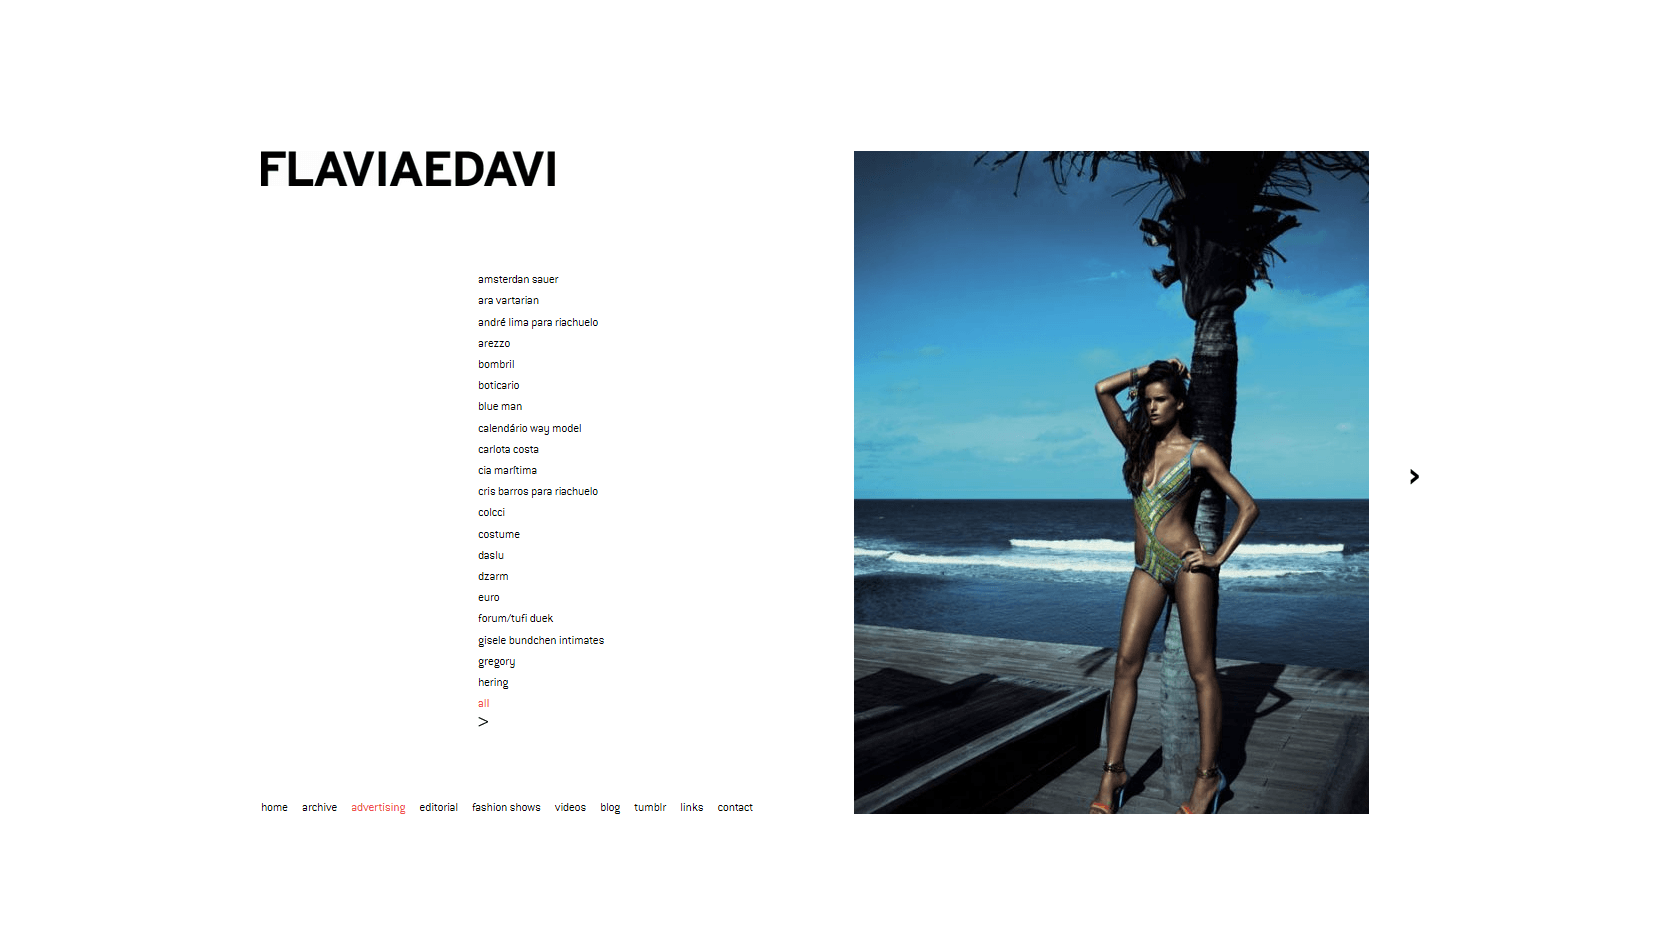 FLAVIAEDAVI
amsterdan sauer
ara vartarian
andré lima para riachuelo
arezzo
bombril
boticario
blue man
calendário way model
carlota costa
cia marítima
cris barros para riachuelo
colcci
costume
daslu
dzarm
euro
forum/tufi duek
gisele bundchen intimates
gregory
hering
all
>
home archive advertising editorial fashion shows videos blog tumblr links contact